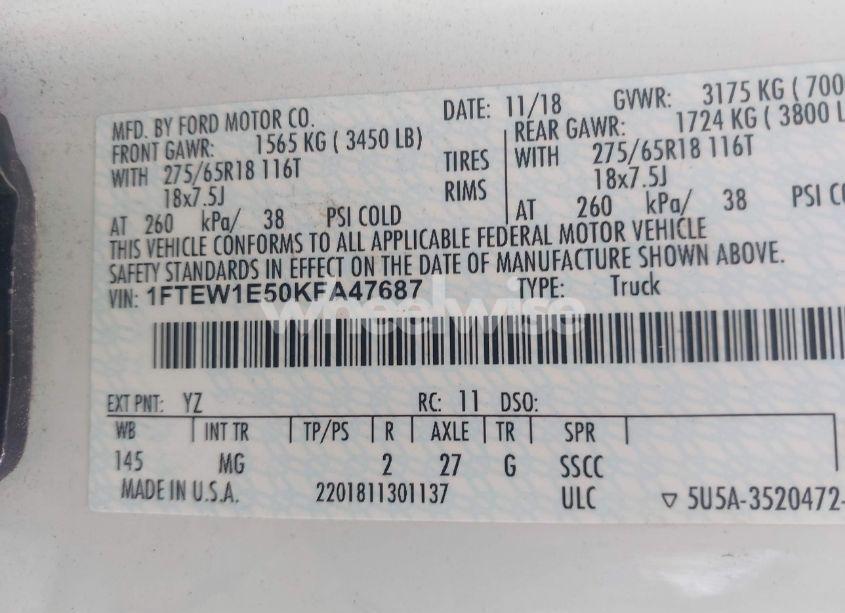 MFD. BY FORD MOTOR CO. DATE: 11/18 GVWR: 3175 KG ( 700
FRONT GAWR: 1565 KG ( 3450 LB) REAR GAWR: 1724 KG ( 3800 L
WITH 275/65R18 116T TIRES WITH 275/65R18 116T
18x7.5J RIMS 18x7.5J
AT 260 kPa/ 38 PSI COLD AT 260 kPa/ 38 PSI CO
THIS VEHICLE CONFORMS TO ALL APPLICABLE FEDERAL MOTOR VEHICLE
SAFETY STANDARDS IN EFFECT ON THE DATE OF MANUFACTURE SHOWN ABOVE.
VIN: 1FTEW1E50KFA47687 TYPE: Truck
wheelwise
EXT PNT: YZ RC: 11 DSO:
WB INT TR TP/PS R AXLE TR SPR
145 MG 2 27 G SSCC
MADE IN U.S.A. 2201811301137 ULC ▽ 5U5A-3520472-